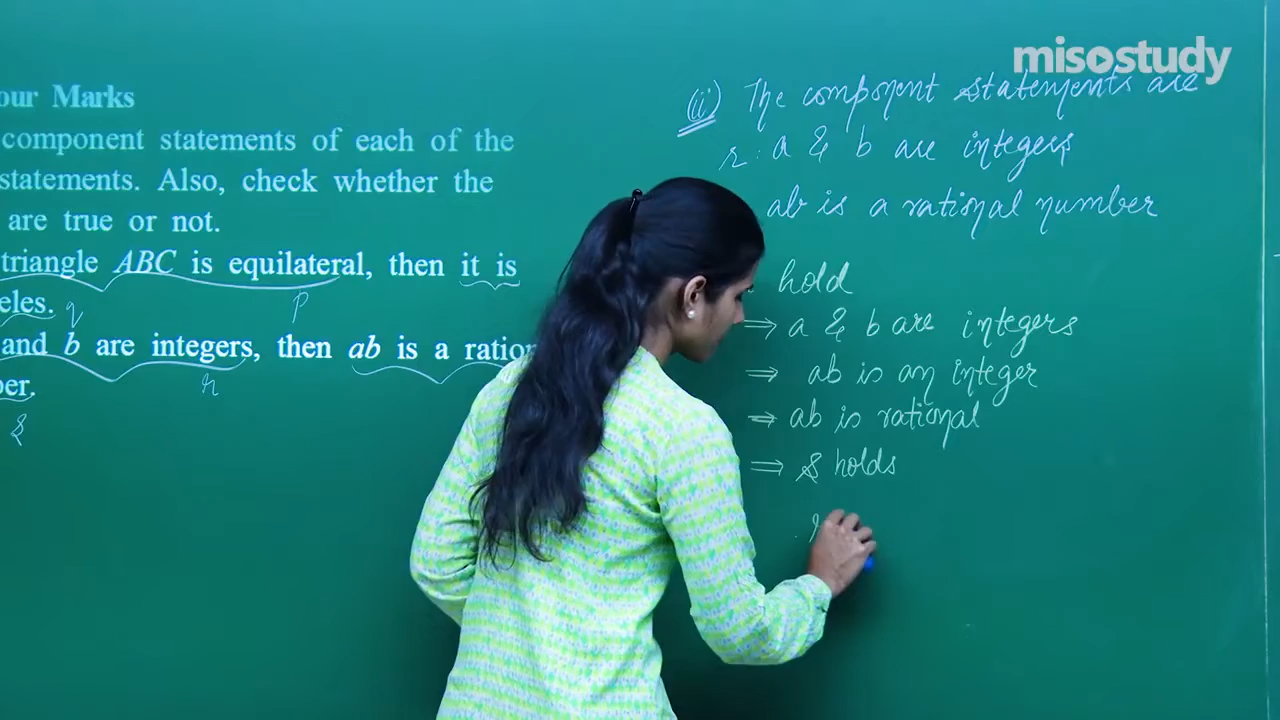 misostudy
our Marks
component statements of each of the
statements. Also, check whether the
are true or not.
triangle ABC is equilateral, then it is
eles. q p
and b are integers, then ab is a ration
ber. r
s
(ii) The component statements are
r: a & b are integers
ab is a rational number
hold
⇒ a & b are integers
⇒ ab is an integer
⇒ ab is rational
⇒ s holds